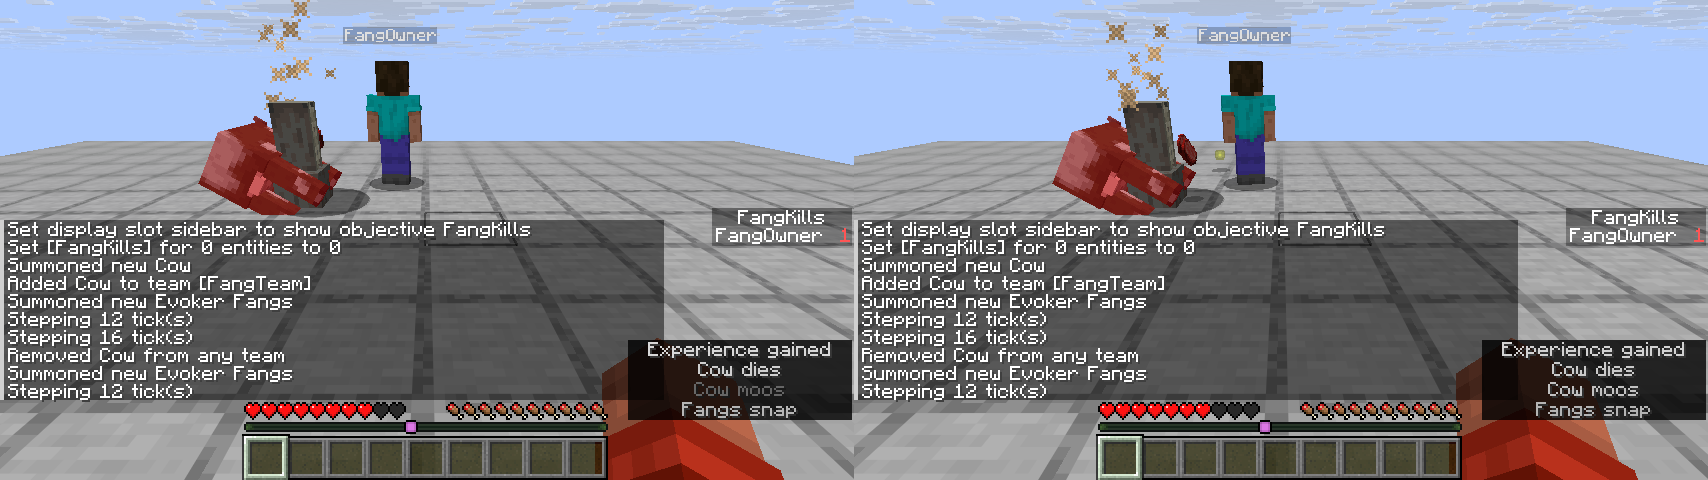 FangOwner
Set display slot sidebar to show objective FangKills
Set [FangKills] for 0 entities to 0
Summoned new Cow
Added Cow to team [FangTeam]
Summoned new Evoker Fangs
Stepping 12 tick(s)
Stepping 16 tick(s)
Removed Cow from any team
Summoned new Evoker Fangs
Stepping 12 tick(s)
FangKills
FangOwner 1
Experience gained
Cow dies
Cow moos
Fangs snap
FangOwner
Set display slot sidebar to show objective FangKills
Set [FangKills] for 0 entities to 0
Summoned new Cow
Added Cow to team [FangTeam]
Summoned new Evoker Fangs
Stepping 12 tick(s)
Stepping 16 tick(s)
Removed Cow from any team
Summoned new Evoker Fangs
Stepping 12 tick(s)
FangKills
FangOwner 1
Experience gained
Cow dies
Cow moos
Fangs snap